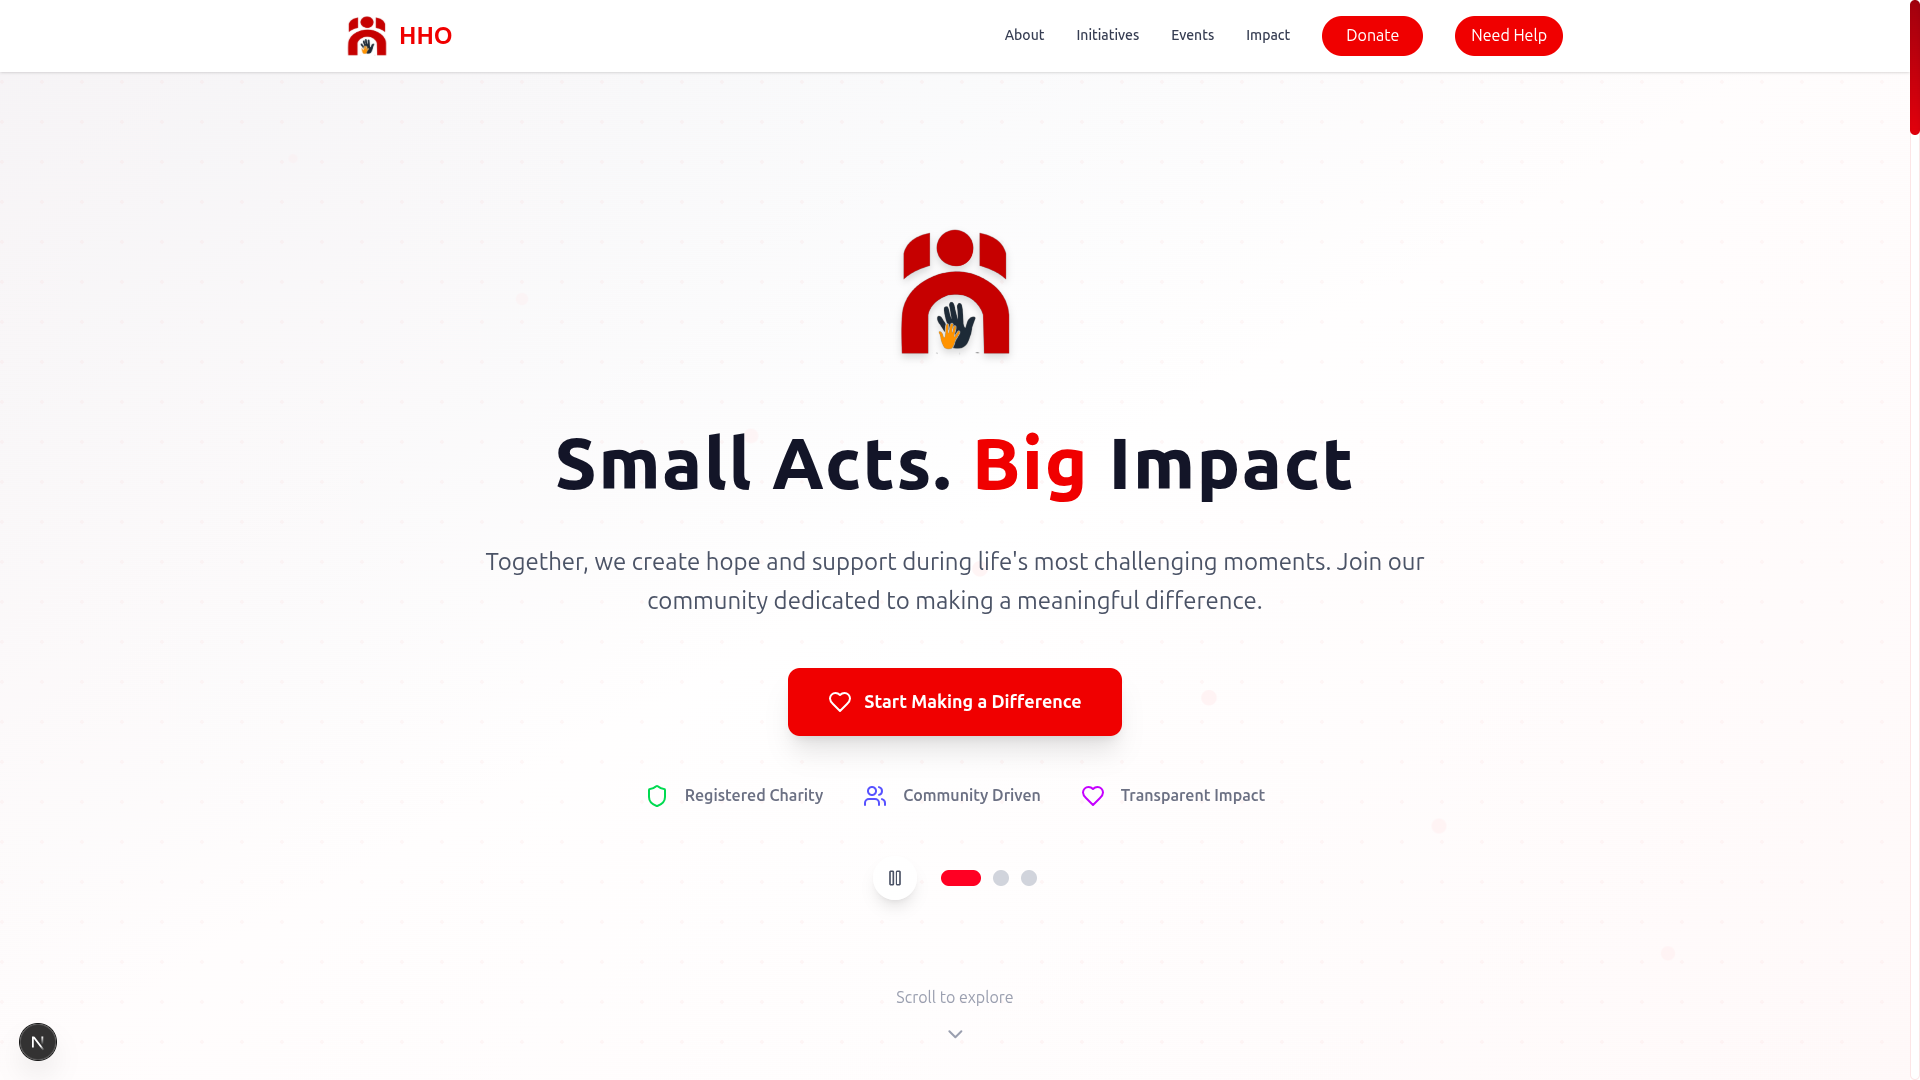 HHO
About
Initiatives
Events
Impact
Donate
Need Help
Small Acts. Big Impact
Together, we create hope and support during life's most challenging moments. Join our
community dedicated to making a meaningful difference.
Start Making a Difference
Registered Charity
Community Driven
Transparent Impact
Scroll to explore
N